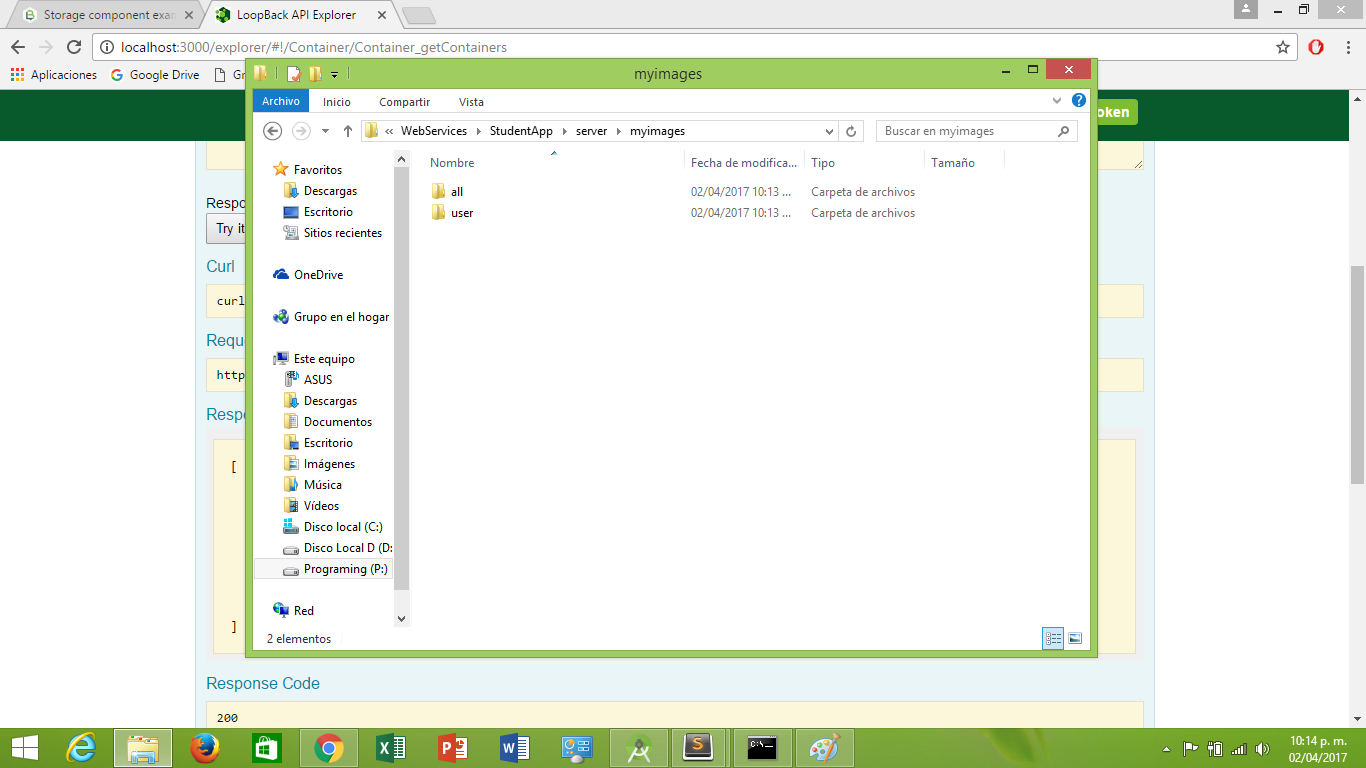 Storage component exan
LoopBack API Explorer
localhost:3000/explorer/#!/Container/Container_getContainers
Aplicaciones
Google Drive
Gr
myimages
Archivo
Inicio
Compartir
Vista
?
oken
«
WebServices
StudentApp
server
myimages
Buscar en myimages
Nombre
Fecha de modifica...
Tipo
Tamaño
Favoritos
Descargas
Escritorio
Sitios recientes
OneDrive
Grupo en el hogar
Este equipo
ASUS
Descargas
Documentos
Escritorio
Imágenes
Música
Vídeos
Disco local (C:)
Disco Local D (D:
Programing (P:)
Red
all
02/04/2017 10:13 ...
Carpeta de archivos
user
02/04/2017 10:13 ...
Carpeta de archivos
2 elementos
Respo
Try it
Curl
curl
Requ
http
Respo
[
]
Response Code
200
C:\_
10:14 p. m.
02/04/2017